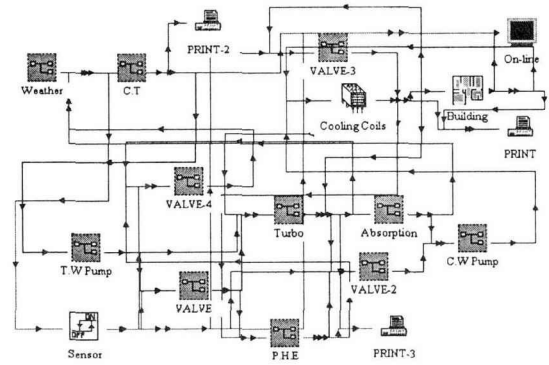 PRINT-2
Weather
C.T
VALVE-3
On-line
Cooling Coils
Building
PRINT
VALVE-4
Turbo
Absorption
T.W Pump
C.W Pump
VALVE
VALVE-2
ON
OFF
Sensor
P.H.E
PRINT-3